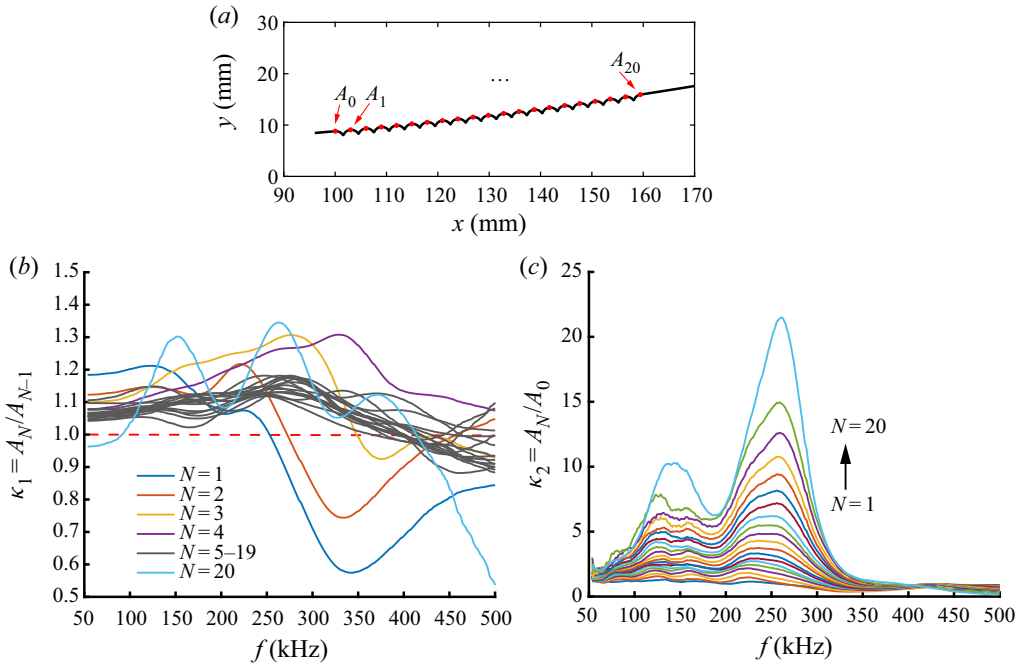 (a)
30
20
10
0
y (mm)
A0
A1
...
A20
90 100 110 120 130 140 150 160 170
x (mm)
(b)
1.5
1.4
1.3
1.2
1.1
1.0
0.9
0.8
0.7
0.6
0.5
κ1 = AN/AN–1
N = 1
N = 2
N = 3
N = 4
N = 5–19
N = 20
50 100 150 200 250 300 350 400 450 500
f (kHz)
(c)
25
20
15
10
5
0
κ2 = AN/A0
N = 20
N = 1
50 100 150 200 250 300 350 400 450 500
f (kHz)